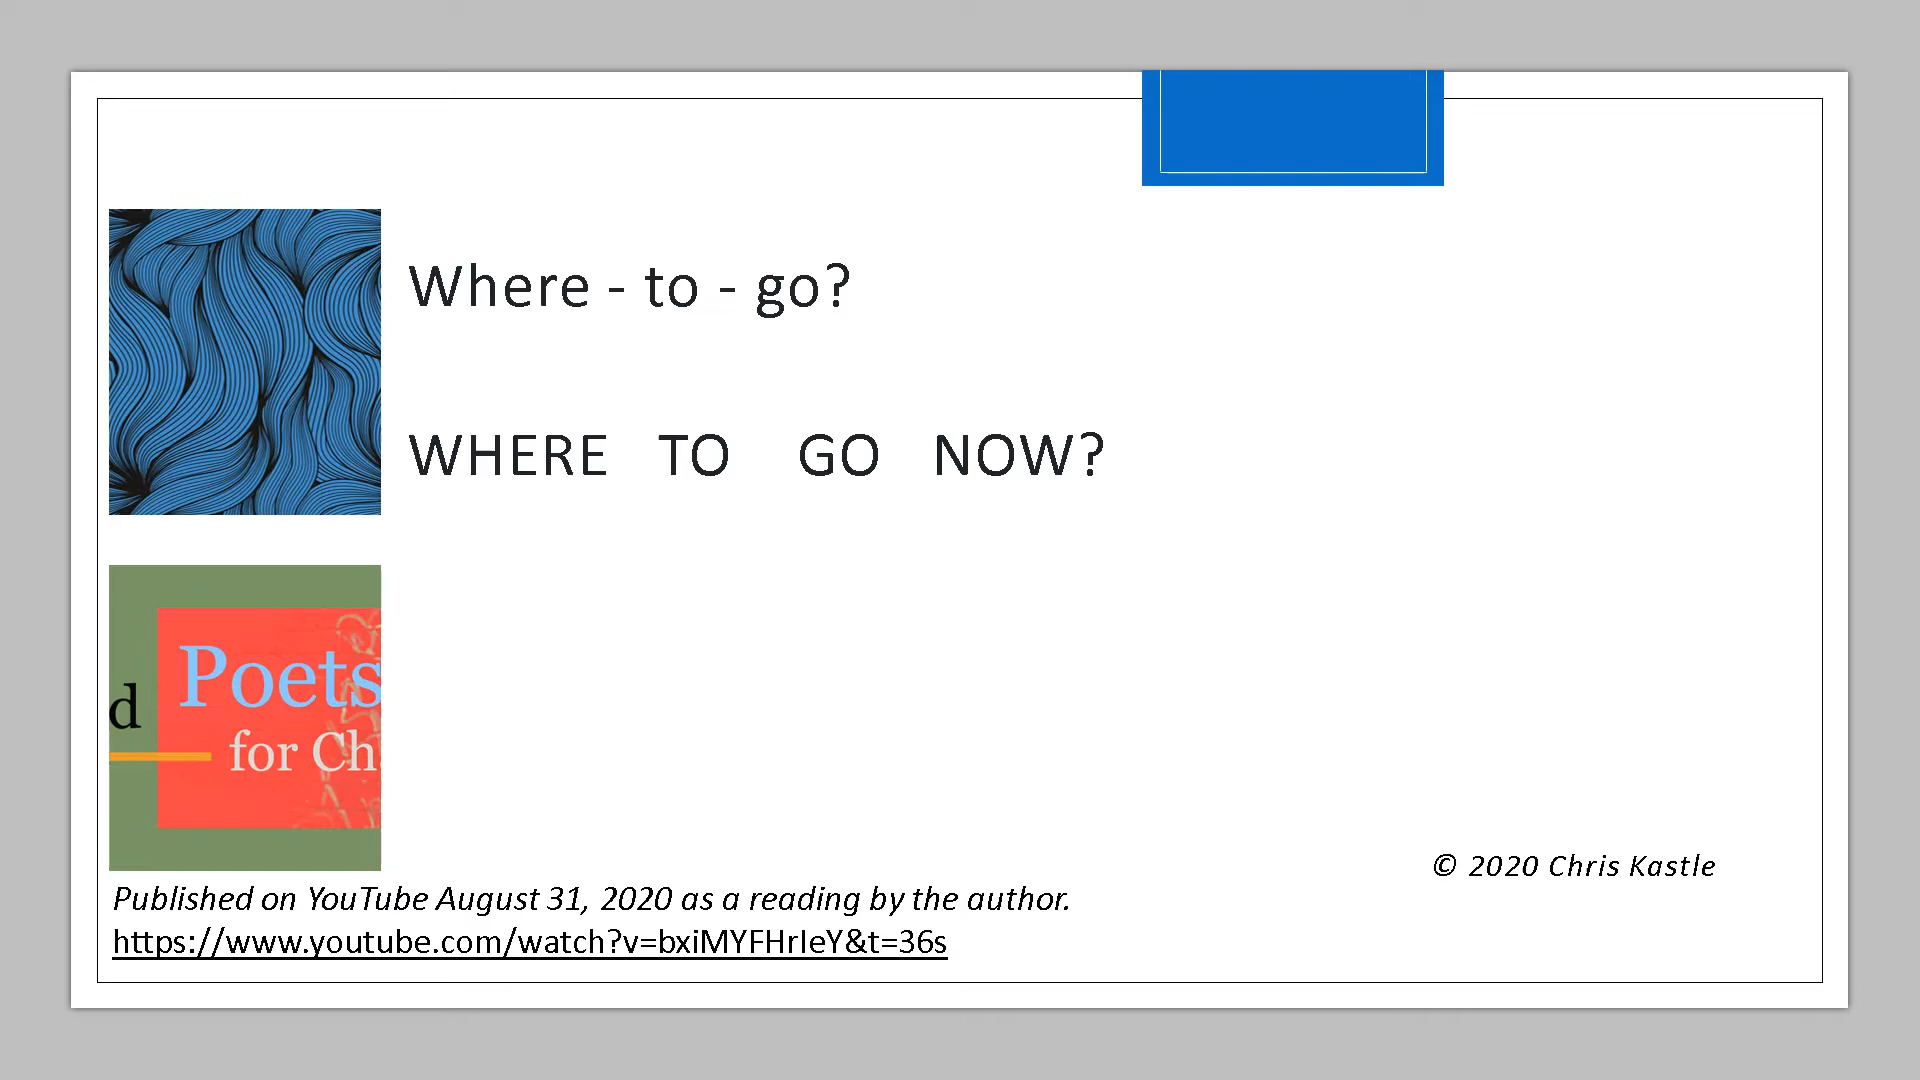 Where - to - go?
WHERE TO GO NOW?
d
Poets
for Ch
© 2020 Chris Kastle
Published on YouTube August 31, 2020 as a reading by the author.
https://www.youtube.com/watch?v=bxiMYFHrIeY&t=36s